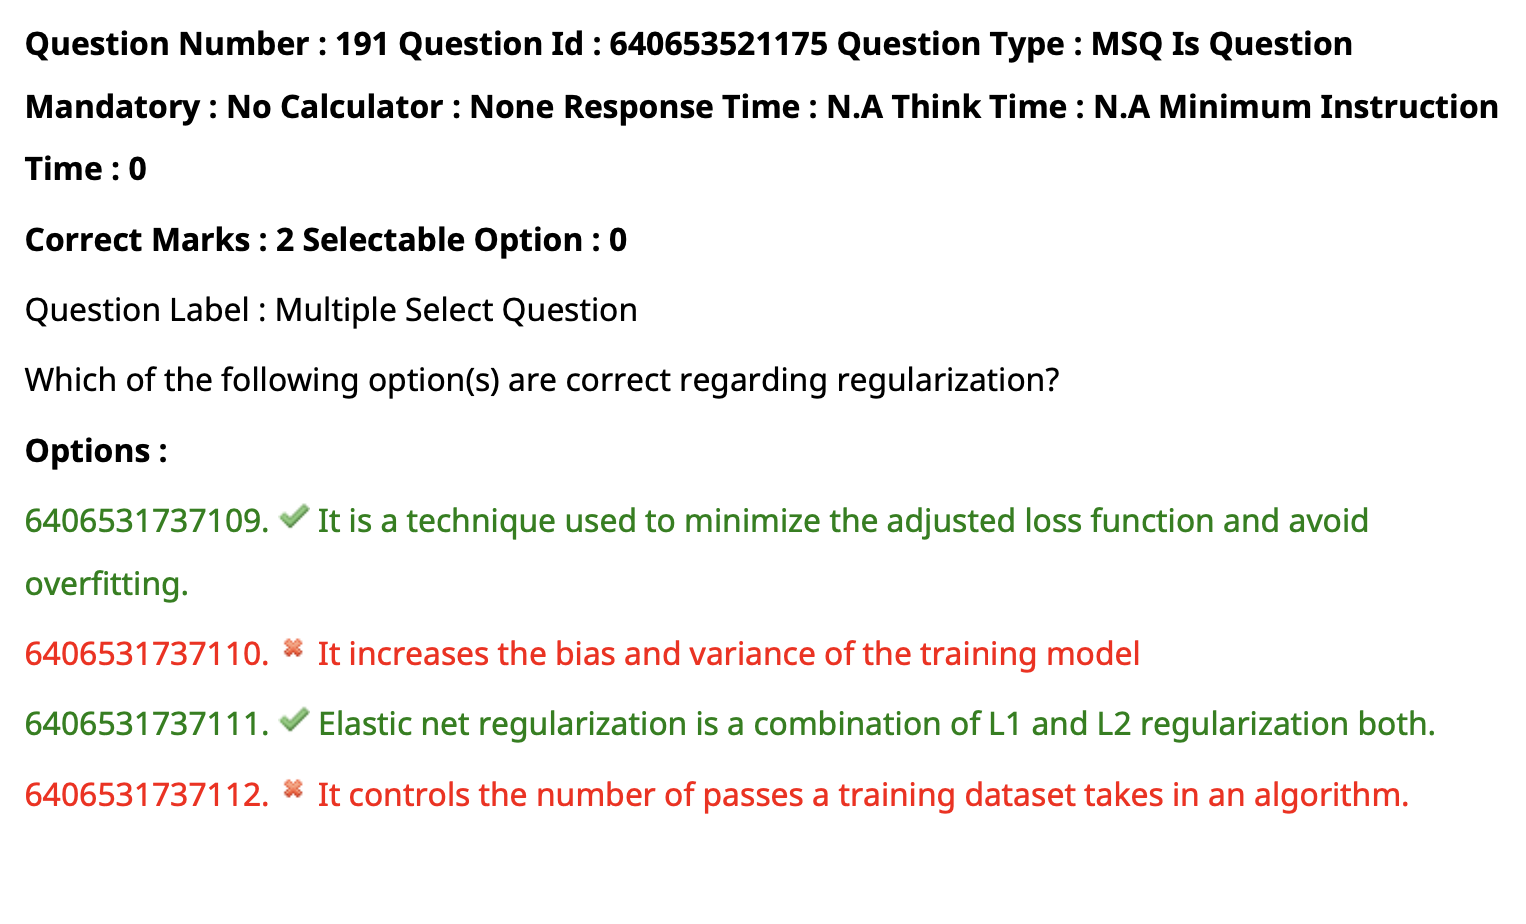 Question Number : 191 Question Id : 640653521175 Question Type : MSQ Is Question
Mandatory : No Calculator : None Response Time : N.A Think Time : N.A Minimum Instruction
Time : 0
Correct Marks : 2 Selectable Option : 0
Question Label : Multiple Select Question
Which of the following option(s) are correct regarding regularization?
Options :
6406531737109. ✔ It is a technique used to minimize the adjusted loss function and avoid
overfitting.
6406531737110. ✖ It increases the bias and variance of the training model
6406531737111. ✔ Elastic net regularization is a combination of L1 and L2 regularization both.
6406531737112. ✖ It controls the number of passes a training dataset takes in an algorithm.